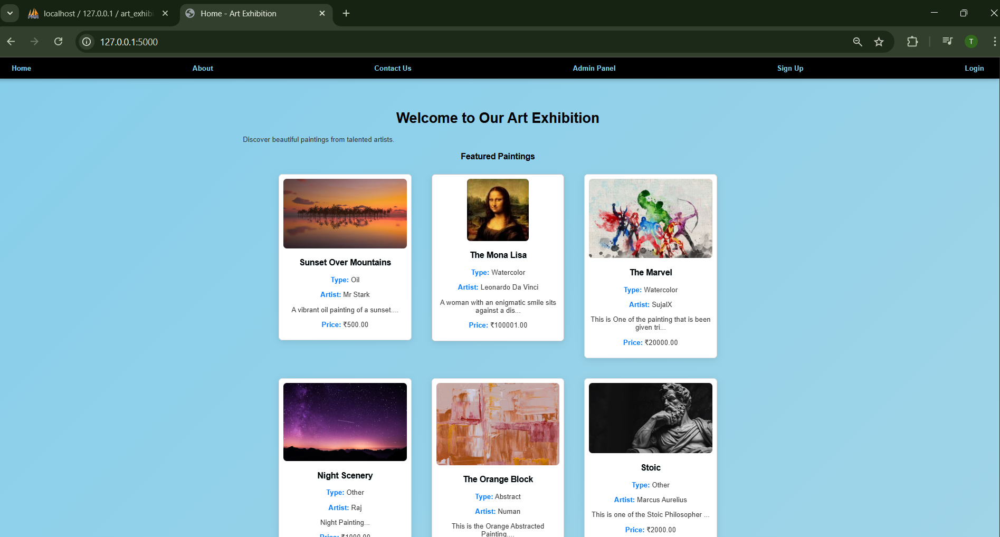 localhost / 127.0.0.1 / art_exhibi
Home - Art Exhibition
127.0.0.1:5000
T
Home About Contact Us Admin Panel Sign Up Login
Welcome to Our Art Exhibition
Discover beautiful paintings from talented artists.
Featured Paintings
Sunset Over Mountains
Type: Oil
Artist: Mr Stark
A vibrant oil painting of a sunset....
Price: ₹500.00
The Mona Lisa
Type: Watercolor
Artist: Leonardo Da Vinci
A woman with an enigmatic smile sits
against a dis...
Price: ₹100001.00
The Marvel
Type: Watercolor
Artist: SujalX
This is One of the painting that is been
given tri...
Price: ₹20000.00
Night Scenery
Type: Other
Artist: Raj
Night Painting...
Price: ₹1000.00
The Orange Block
Type: Abstract
Artist: Numan
This is the Orange Abstracted
Painting....
Stoic
Type: Other
Artist: Marcus Aurelius
This is one of the Stoic Philosopher ...
Price: ₹2000.00